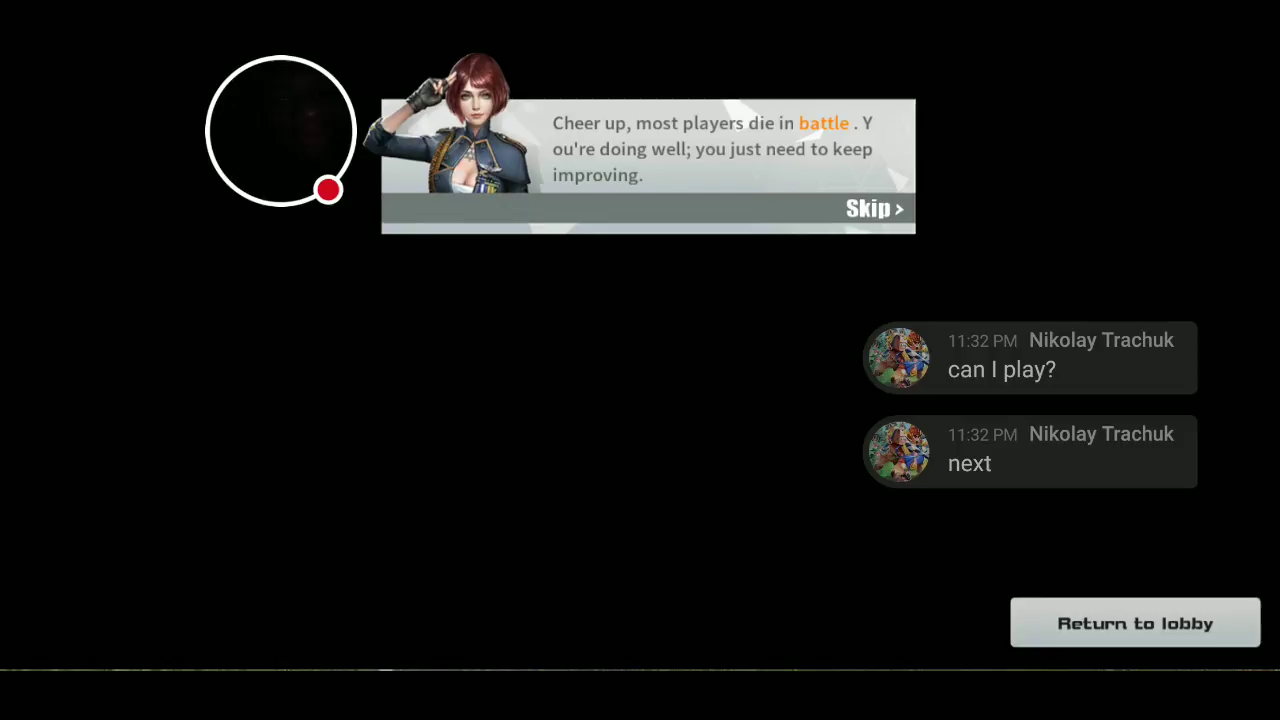 Cheer up, most players die in battle . Y
ou're doing well; you just need to keep
improving.
Skip >
11:32 PM Nikolay Trachuk
can I play?
11:32 PM Nikolay Trachuk
next
Return to lobby